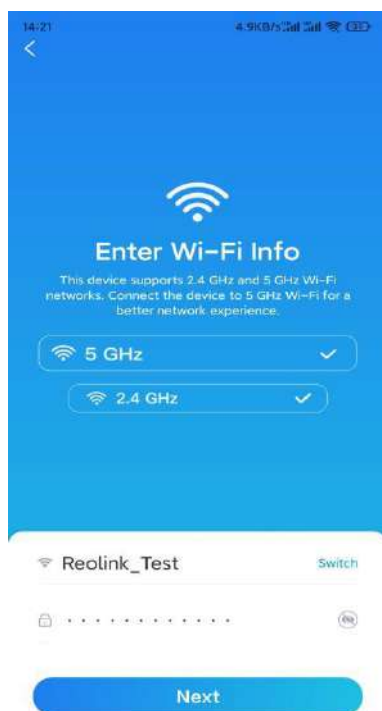 14:21
4.9KB/s
Enter Wi-Fi Info
This device supports 2.4 GHz and 5 GHz Wi-Fi
networks. Connect the device to 5 GHz Wi-Fi for a
better network experience.
5 GHz
2.4 GHz
Reolink_Test
Switch
Next